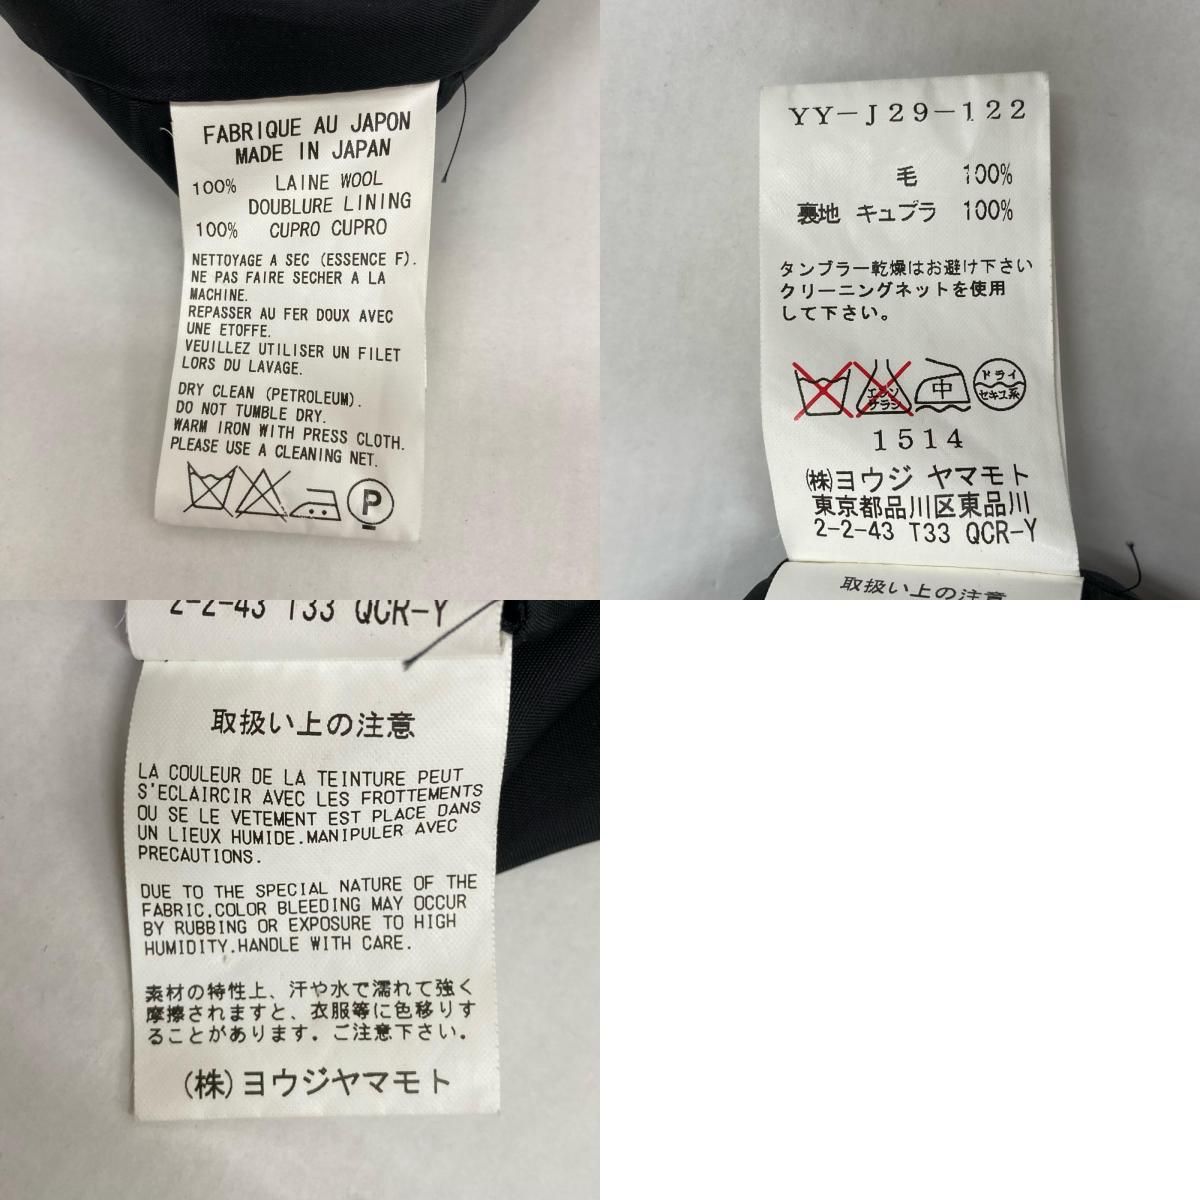 FABRIQUE AU JAPON
MADE IN JAPAN
100% LAINE WOOL
DOUBLURE LINING
100% CUPRO CUPRO
NETTOYAGE A SEC (ESSENCE F).
NE PAS FAIRE SECHER A LA
MACHINE.
REPASSER AU FER DOUX AVEC
UNE ETOFFE.
VEUILLEZ UTILISER UN FILET
LORS DU LAVAGE.
DRY CLEAN (PETROLEUM).
DO NOT TUMBLE DRY.
WARM IRON WITH PRESS CLOTH.
PLEASE USE A CLEANING NET.
P
YY-J29-122
毛 100%
裏地 キュプラ 100%
タンブラー乾燥はお避け下さい
クリーニングネットを使用
して下さい。
エンソ
サラシ
中
ドライ
セキユ系
1514
(株)ヨウジ ヤマモト
東京都品川区東品川
2-2-43 T33 QCR-Y
取扱い上の注意
2-2-43 T33 QCR-Y
取扱い上の注意
LA COULEUR DE LA TEINTURE PEUT
S'ECLAIRCIR AVEC LES FROTTEMENTS
OU SE LE VETEMENT EST PLACE DANS
UN LIEUX HUMIDE.MANIPULER AVEC
PRECAUTIONS.
DUE TO THE SPECIAL NATURE OF THE
FABRIC,COLOR BLEEDING MAY OCCUR
BY RUBBING OR EXPOSURE TO HIGH
HUMIDITY.HANDLE WITH CARE.
素材の特性上、汗や水で濡れて強く
摩擦されますと、衣服等に色移りす
ることがあります。ご注意下さい。
(株)ヨウジヤマモト